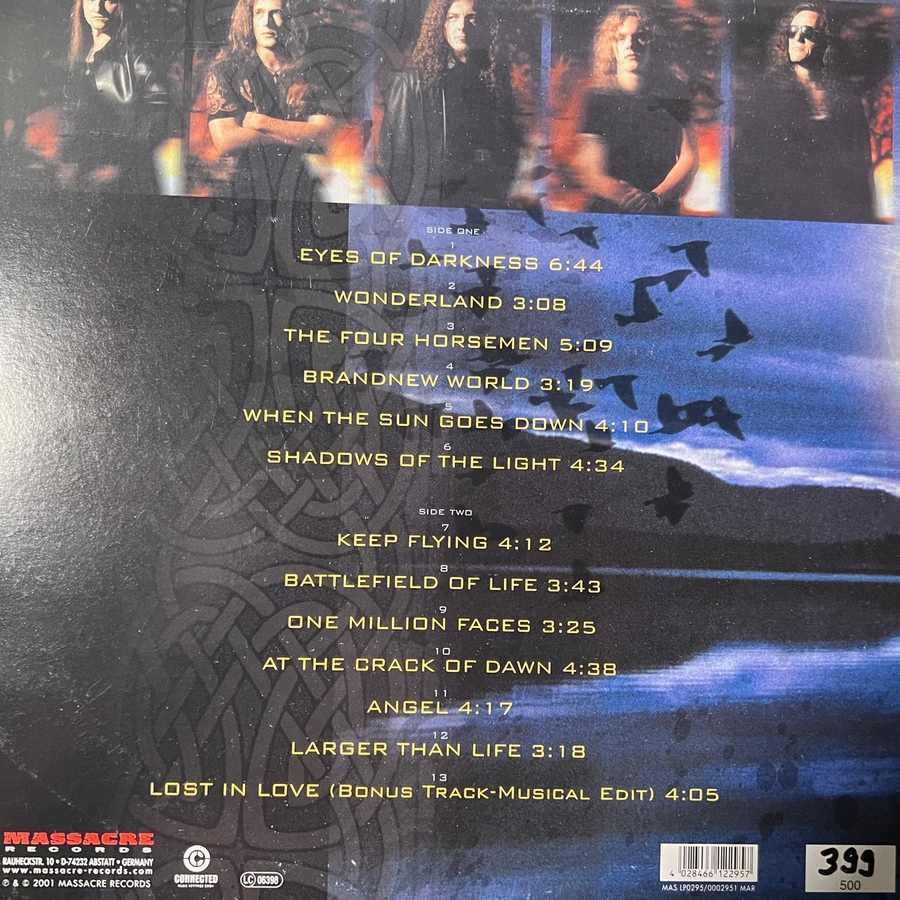 SIDE ONE
1
EYES OF DARKNESS 6:44
2
WONDERLAND 3:08
3
THE FOUR HORSEMEN 5:09
4
BRANDNEW WORLD 3:19
5
WHEN THE SUN GOES DOWN 4:10
6
SHADOWS OF THE LIGHT 4:34
SIDE TWO
7
KEEP FLYING 4:12
8
BATTLEFIELD OF LIFE 3:43
9
ONE MILLION FACES 3:25
10
AT THE CRACK OF DAWN 4:38
11
ANGEL 4:17
12
LARGER THAN LIFE 3:18
13
LOST IN LOVE (BONUS TRACK-MUSICAL EDIT) 4:05
MASSACRE
RECORDS
RAUHECKSTR. 10 • D-74232 ABSTATT • GERMANY
www.massacre-records.com
℗ & © 2001 MASSACRE RECORDS
CONNECTED
LC 06398
4 028466 122957
MAS LP0295/0002951 MAR
399
500